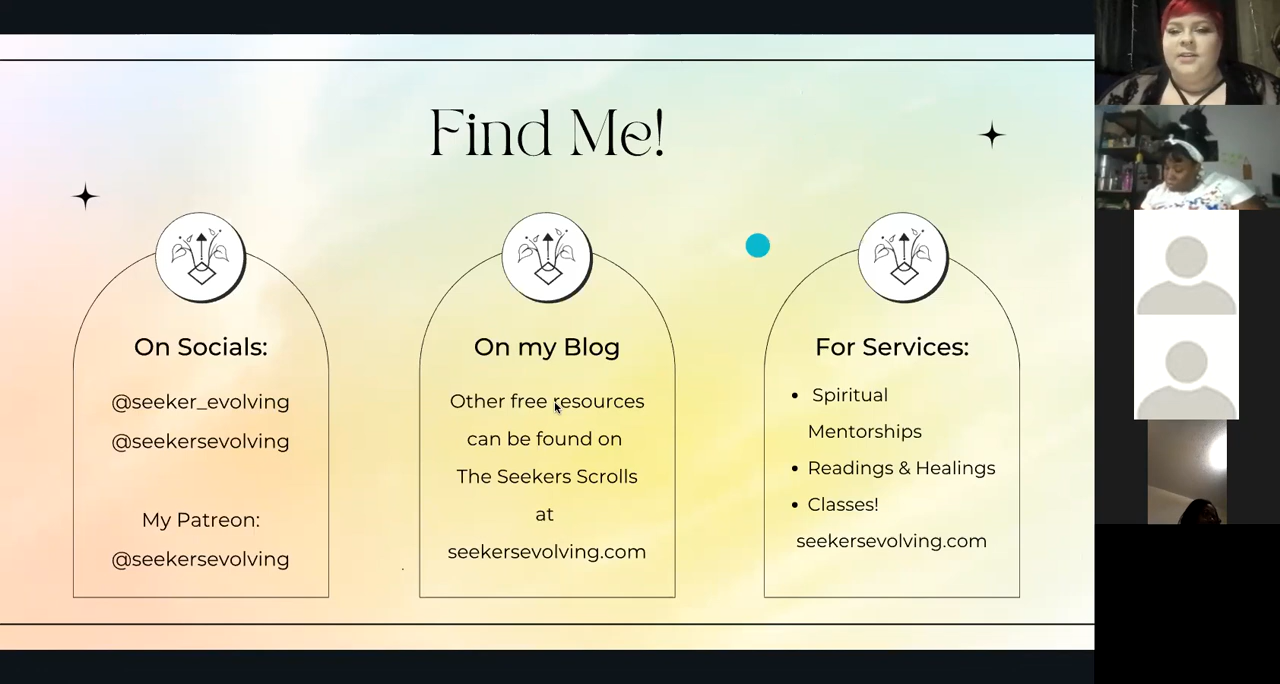 Find Me!
On Socials:
@seeker_evolving
@seekersevolving
My Patreon:
@seekersevolving
On my Blog
Other free resources
can be found on
The Seekers Scrolls
at
seekersevolving.com
For Services:
• Spiritual
Mentorships
• Readings & Healings
• Classes!
seekersevolving.com